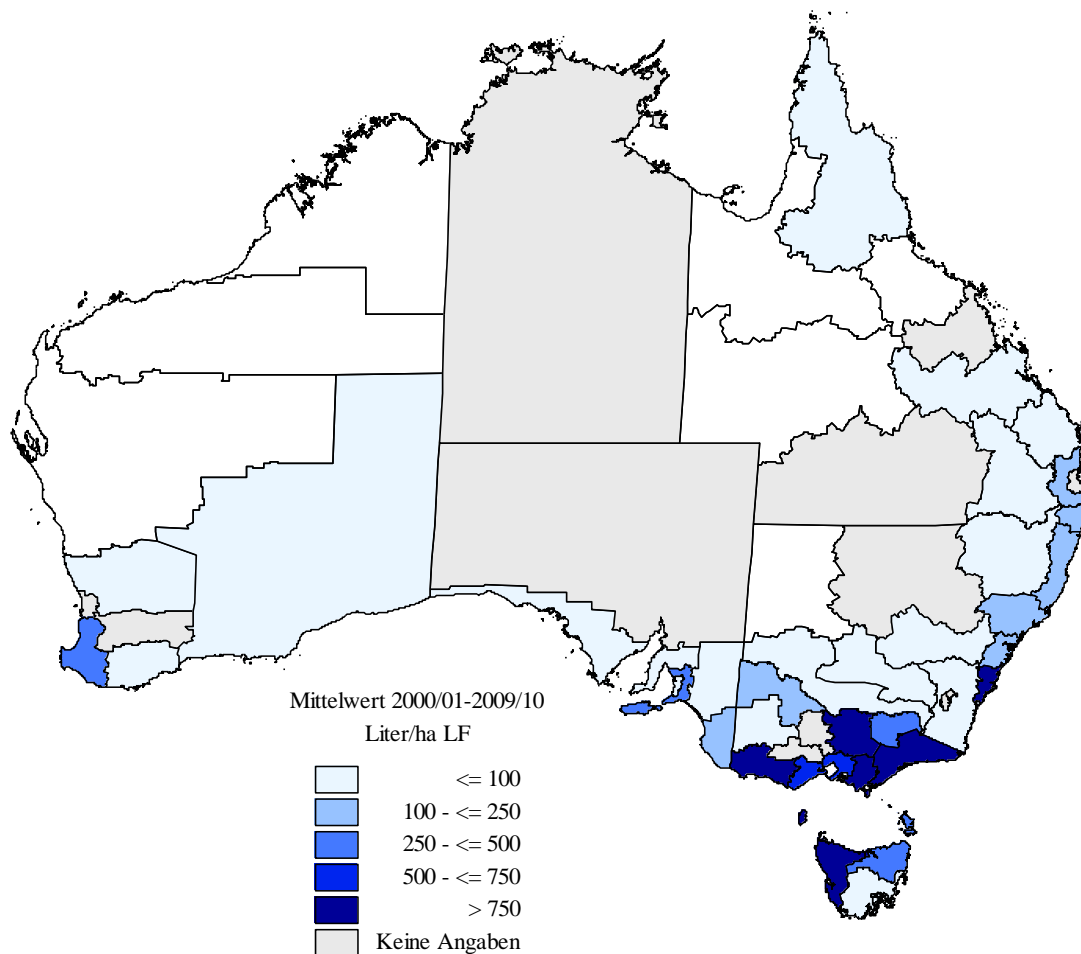 Mittelwert 2000/01-2009/10
Liter/ha LF
<= 100
100 - <= 250
250 - <= 500
500 - <= 750
> 750
Keine Angaben